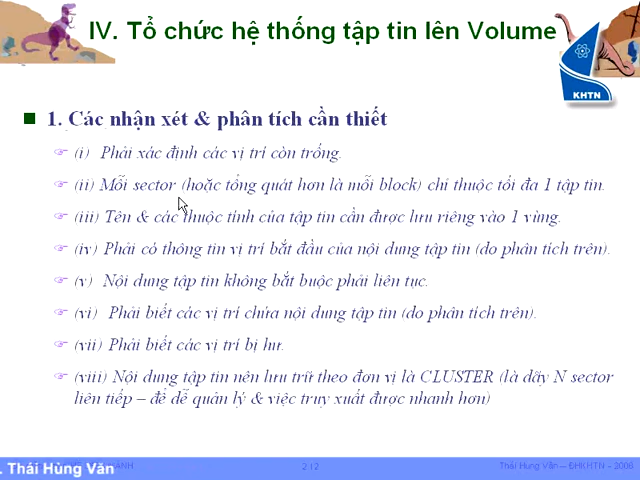 IV. Tổ chức hệ thống tập tin lên Volume
KHTN
1. Các nhận xét & phân tích cần thiết
(i) Phải xác định các vị trí còn trống.
(ii) Mỗi sector (hoặc tổng quát hơn là mỗi block) chỉ thuộc tối đa 1 tập tin.
(iii) Tên & các thuộc tính của tập tin cần được lưu riêng vào 1 vùng.
(iv) Phải có thông tin vị trí bắt đầu của nội dung tập tin (do phân tích trên).
(v) Nội dung tập tin không bắt buộc phải liên tục.
(vi) Phải biết các vị trí chứa nội dung tập tin (do phân tích trên).
(vii) Phải biết các vị trí bị hư.
(viii) Nội dung tập tin nên lưu trữ theo đơn vị là CLUSTER (là dãy N sector
liên tiếp – để dễ quản lý & việc truy xuất được nhanh hơn)
. Thái Hùng Văn
212
Thái Hùng Văn – ĐHKHTN – 2006